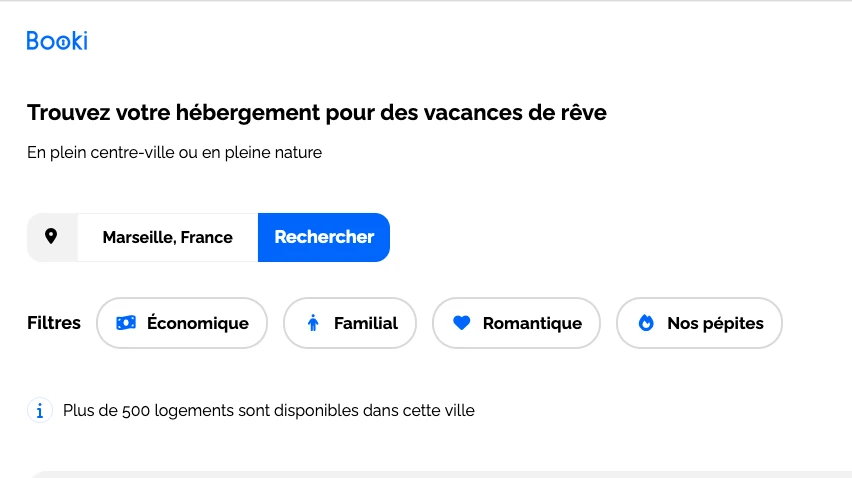 Booki
Trouvez votre hébergement pour des vacances de rêve
En plein centre-ville ou en pleine nature
Marseille, France Rechercher
Filtres Économique Familial Romantique Nos pépites
i Plus de 500 logements sont disponibles dans cette ville